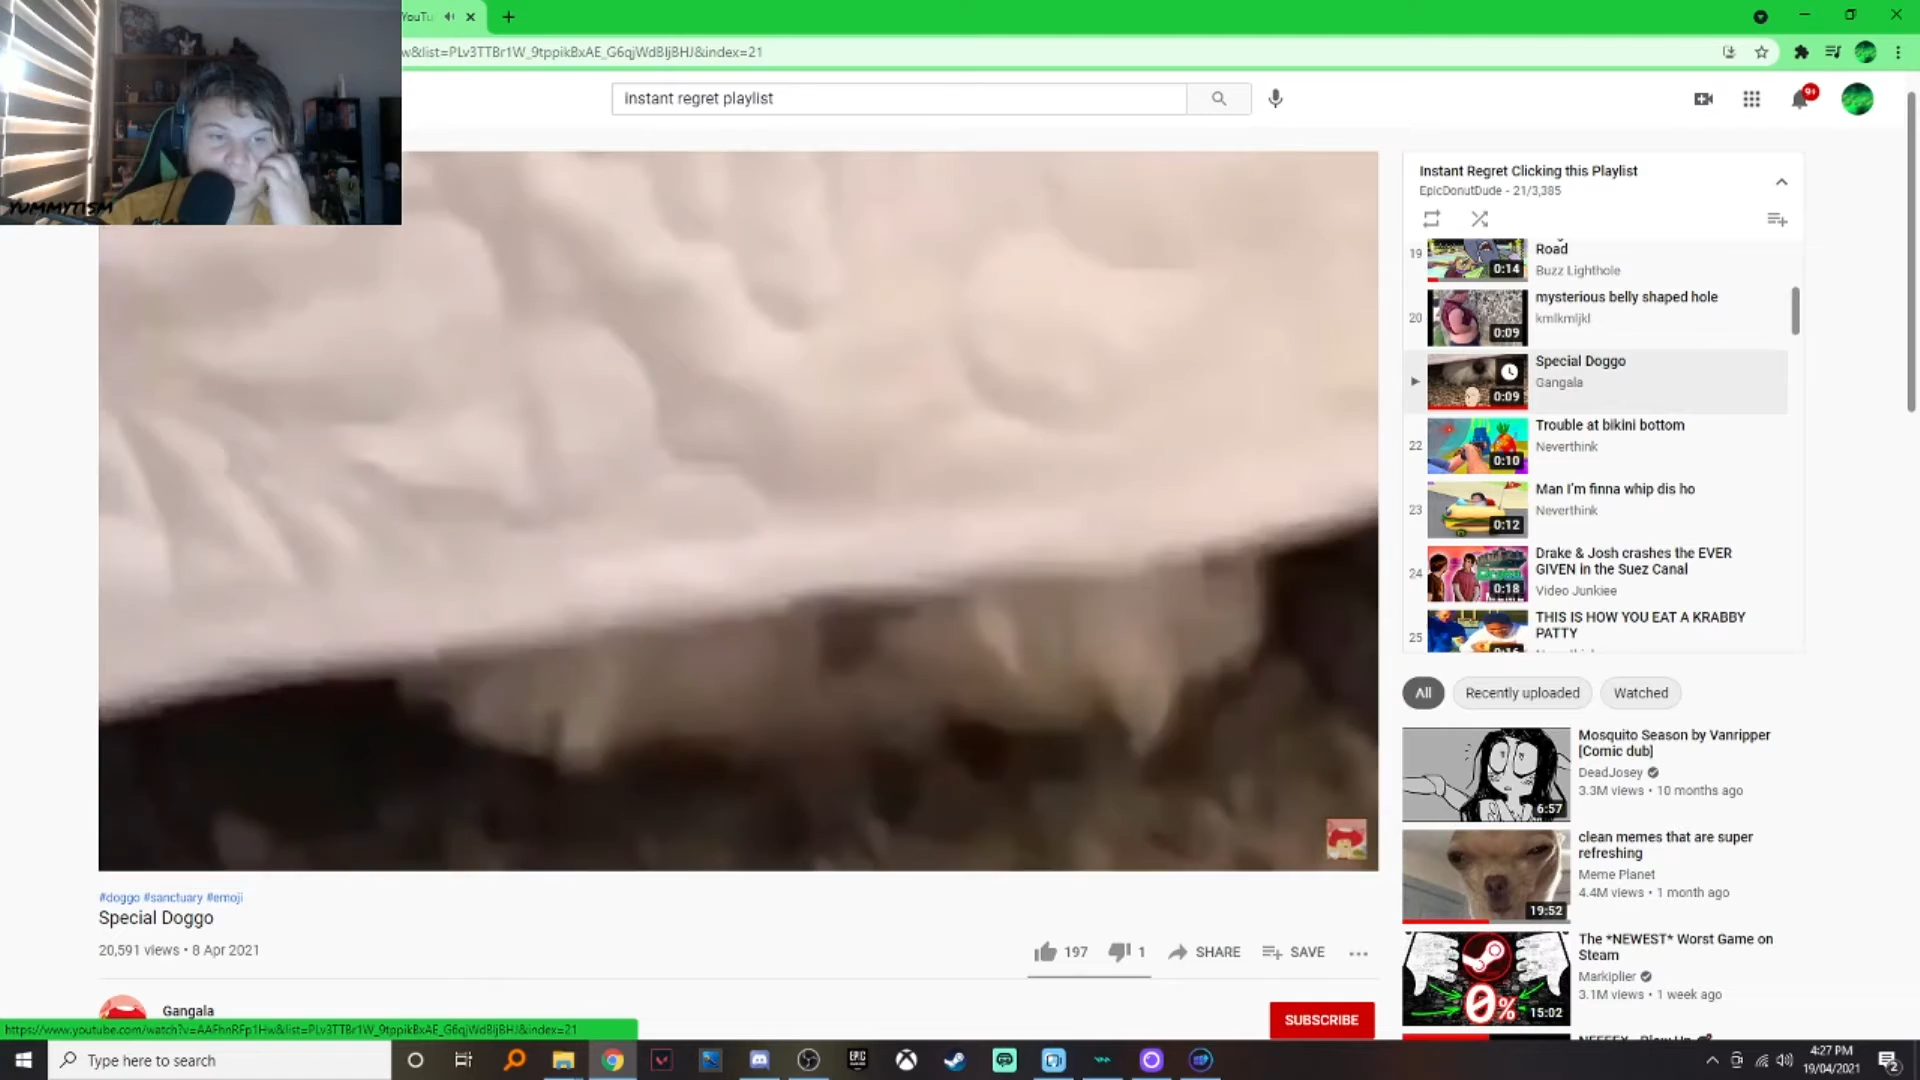 YouTu
w&list=PLv3TTBr1W_9tppikBxAE_G6qjWdBIjBHJ&index=21
YUMMYTISM
instant regret playlist
9+
Instant Regret Clicking this Playlist
EpicDonutDude - 21/3,385
19
0:14
Road
Buzz Lighthole
20
0:09
mysterious belly shaped hole
kmlkmljkl
0:09
Special Doggo
Gangala
22
0:10
Trouble at bikini bottom
Neverthink
23
0:12
Man I'm finna whip dis ho
Neverthink
24
0:18
Drake & Josh crashes the EVER
GIVEN in the Suez Canal
Video Junkiee
25
THIS IS HOW YOU EAT A KRABBY
PATTY
All
Recently uploaded
Watched
6:57
Mosquito Season by Vanripper
[Comic dub]
DeadJosey
3.3M views • 10 months ago
19:52
clean memes that are super
refreshing
Meme Planet
4.4M views • 1 month ago
0%
15:02
The *NEWEST* Worst Game on
Steam
Markiplier
3.1M views • 1 week ago
#doggo #sanctuary #emoji
Special Doggo
20,591 views • 8 Apr 2021
197
1
SHARE
SAVE
Gangala
SUBSCRIBE
https://www.youtube.com/watch?v=AAFhnRFp1Hw&list=PLv3TTBr1W_9tppikBxAE_G6qjWdBIjBHJ&index=21
Type here to search
EPIC
4:27 PM
19/04/2021
2